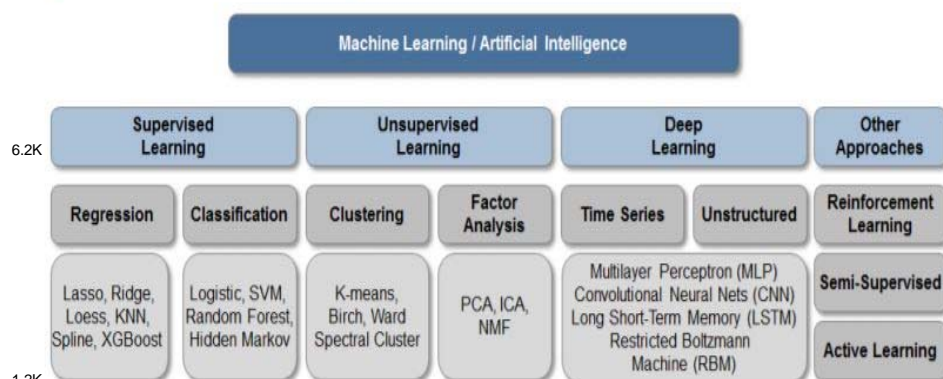 Machine Learning / Artificial Intelligence
Supervised
Learning
Unsupervised
Learning
Deep
Learning
Other
Approaches
6.2K
Regression
Classification
Clustering
Factor
Analysis
Time Series
Unstructured
Reinforcement
Learning
Lasso, Ridge,
Loess, KNN,
Spline, XGBoost
Logistic, SVM,
Random Forest,
Hidden Markov
K-means,
Birch, Ward
Spectral Cluster
PCA, ICA,
NMF
Multilayer Perceptron (MLP)
Convolutional Neural Nets (CNN)
Long Short-Term Memory (LSTM)
Restricted Boltzmann
Machine (RBM)
Semi-Supervised
Active Learning